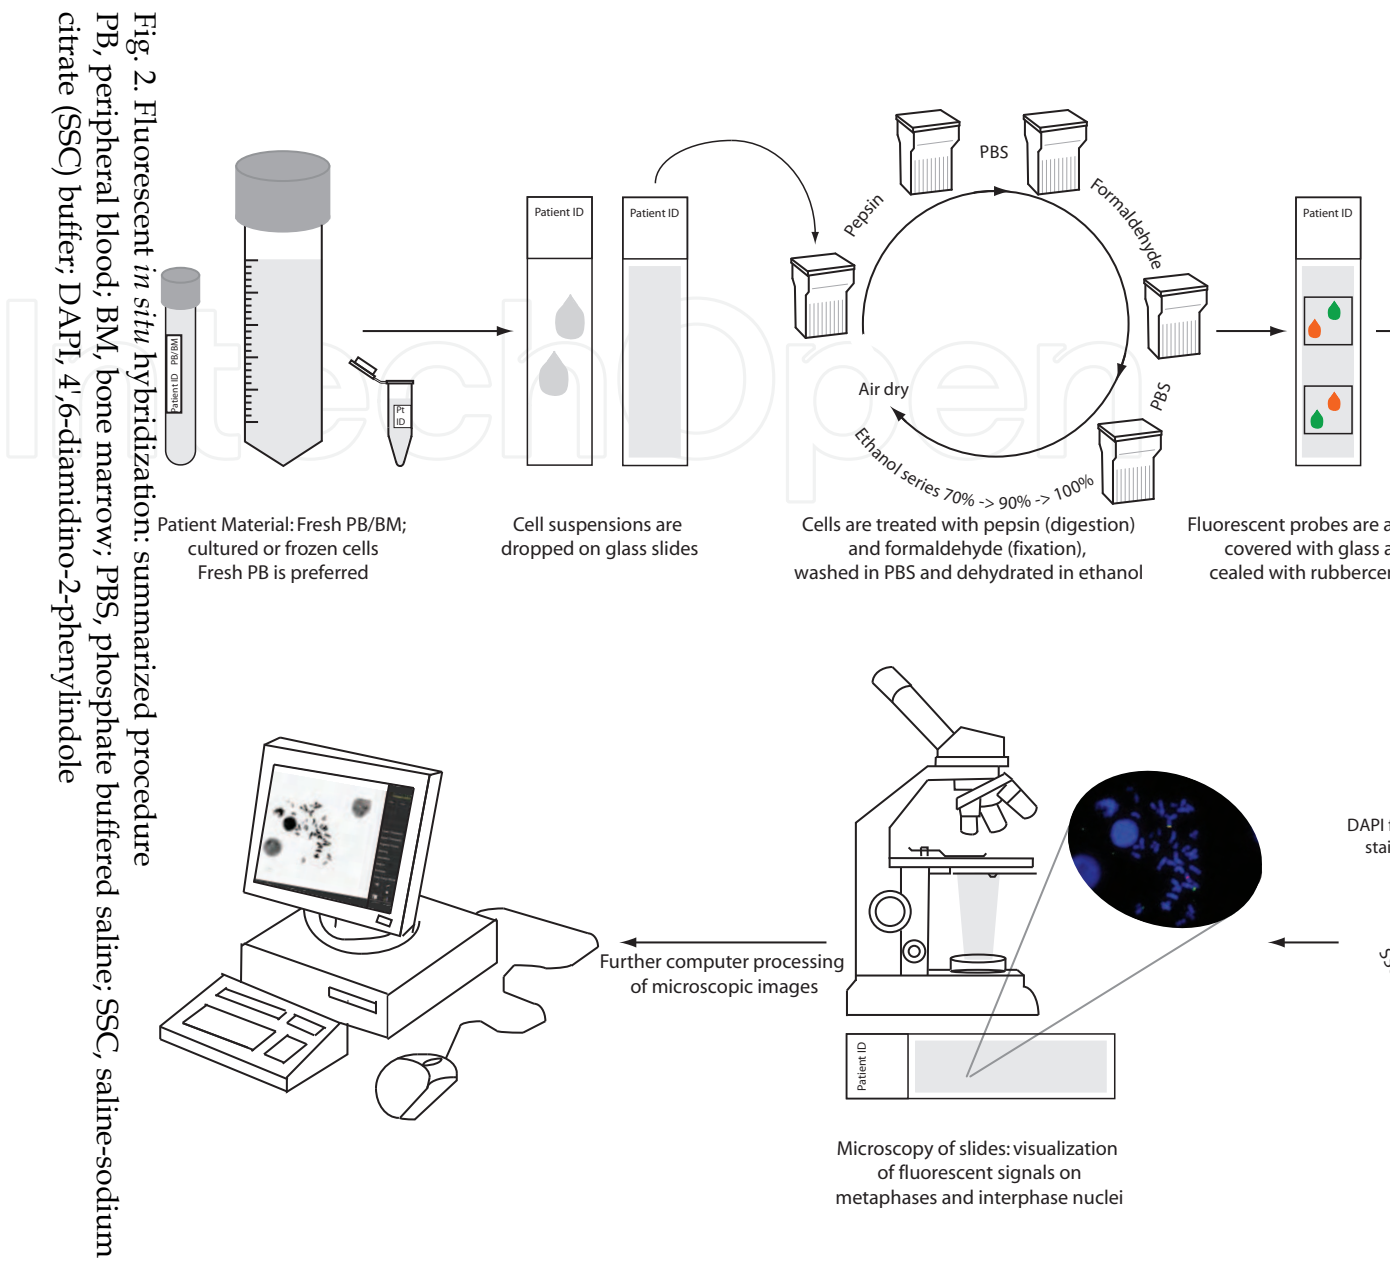 Fig. 2. Fluorescent in situ hybridization: summarized procedure
PB, peripheral blood; BM, bone marrow; PBS, phosphate buffered saline; SSC, saline-sodium
citrate (SSC) buffer; DAPI, 4',6-diamidino-2-phenylindole
IntechOpen
Patient ID PB/BM
Pt
ID
Patient Material: Fresh PB/BM;
cultured or frozen cells
Fresh PB is preferred
Patient ID
Patient ID
Cell suspensions are
dropped on glass slides
Pepsin
PBS
Formaldehyde
PBS
Ethanol series 70% -> 90% -> 100%
Air dry
Cells are treated with pepsin (digestion)
and formaldehyde (fixation),
washed in PBS and dehydrated in ethanol
Patient ID
Fluorescent probes are a
covered with glass a
cealed with rubbercer
DAPI f
stai
Patient ID
Microscopy of slides: visualization
of fluorescent signals on
metaphases and interphase nuclei
Further computer processing
of microscopic images